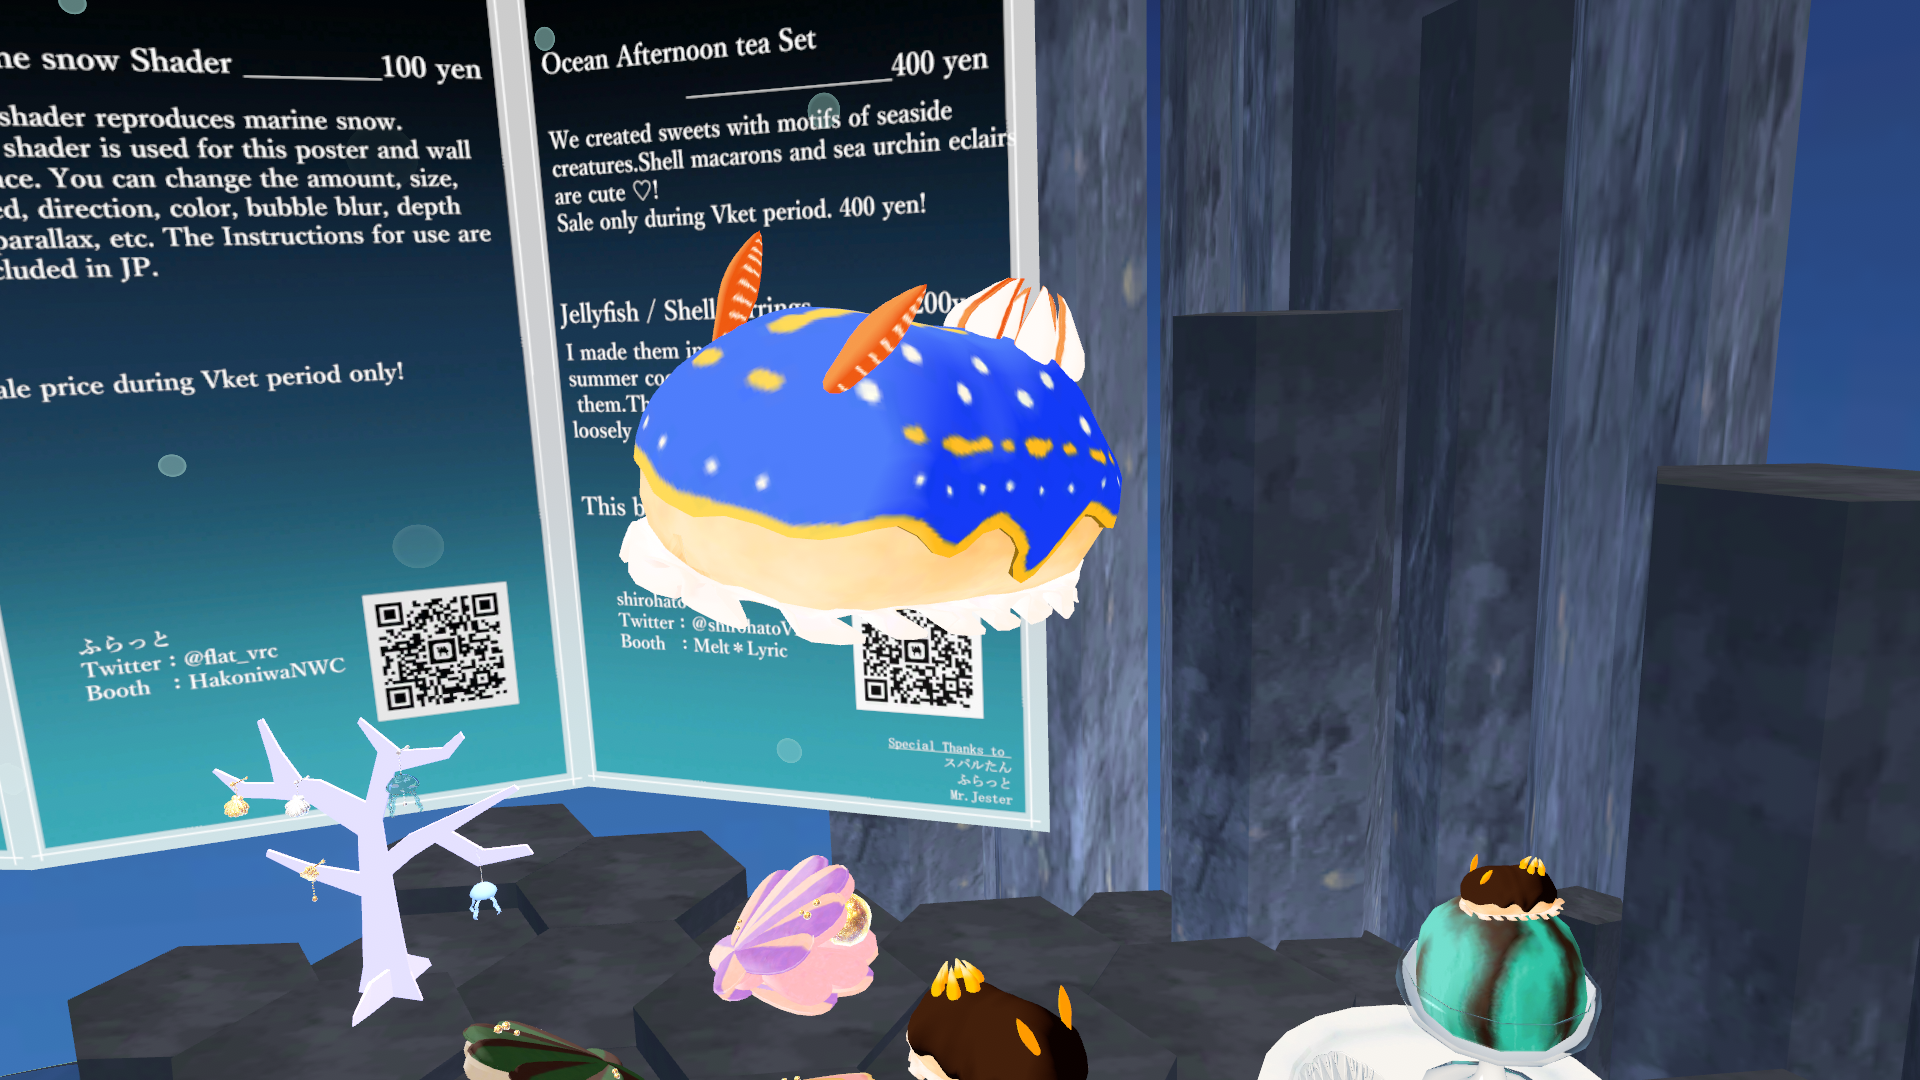 ne snow Shader 100 yen
shader reproduces marine snow.
shader is used for this poster and wall
ace. You can change the amount, size,
ed, direction, color, bubble blur, depth
parallax, etc. The Instructions for use are
cluded in JP.
ale price during Vket period only!
ふらっと
Twitter : @flat_vrc
Booth : HakoniwaNWC
Ocean Afternoon tea Set
400 yen
We created sweets with motifs of seaside
creatures.Shell macarons and sea urchin eclairs
are cute ♡!
Sale only during Vket period. 400 yen!
Jellyfish / Shell
I made them in
summer
them.
loosely
This
shirohato
Twitter :
Booth : Melt＊Lyric
Special Thanks to
スバルたん
ふらっと
Mr.Jester